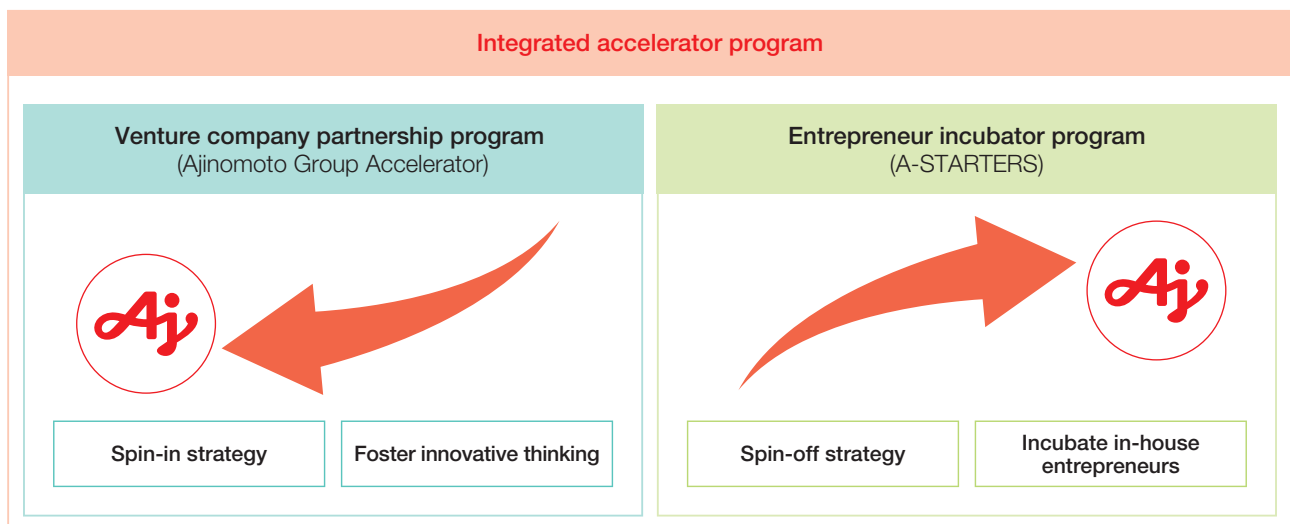 Integrated accelerator program
Venture company partnership program
(Ajinomoto Group Accelerator)
Entrepreneur incubator program
(A-STARTERS)
Aj
Aj
Spin-in strategy
Foster innovative thinking
Spin-off strategy
Incubate in-house
entrepreneurs